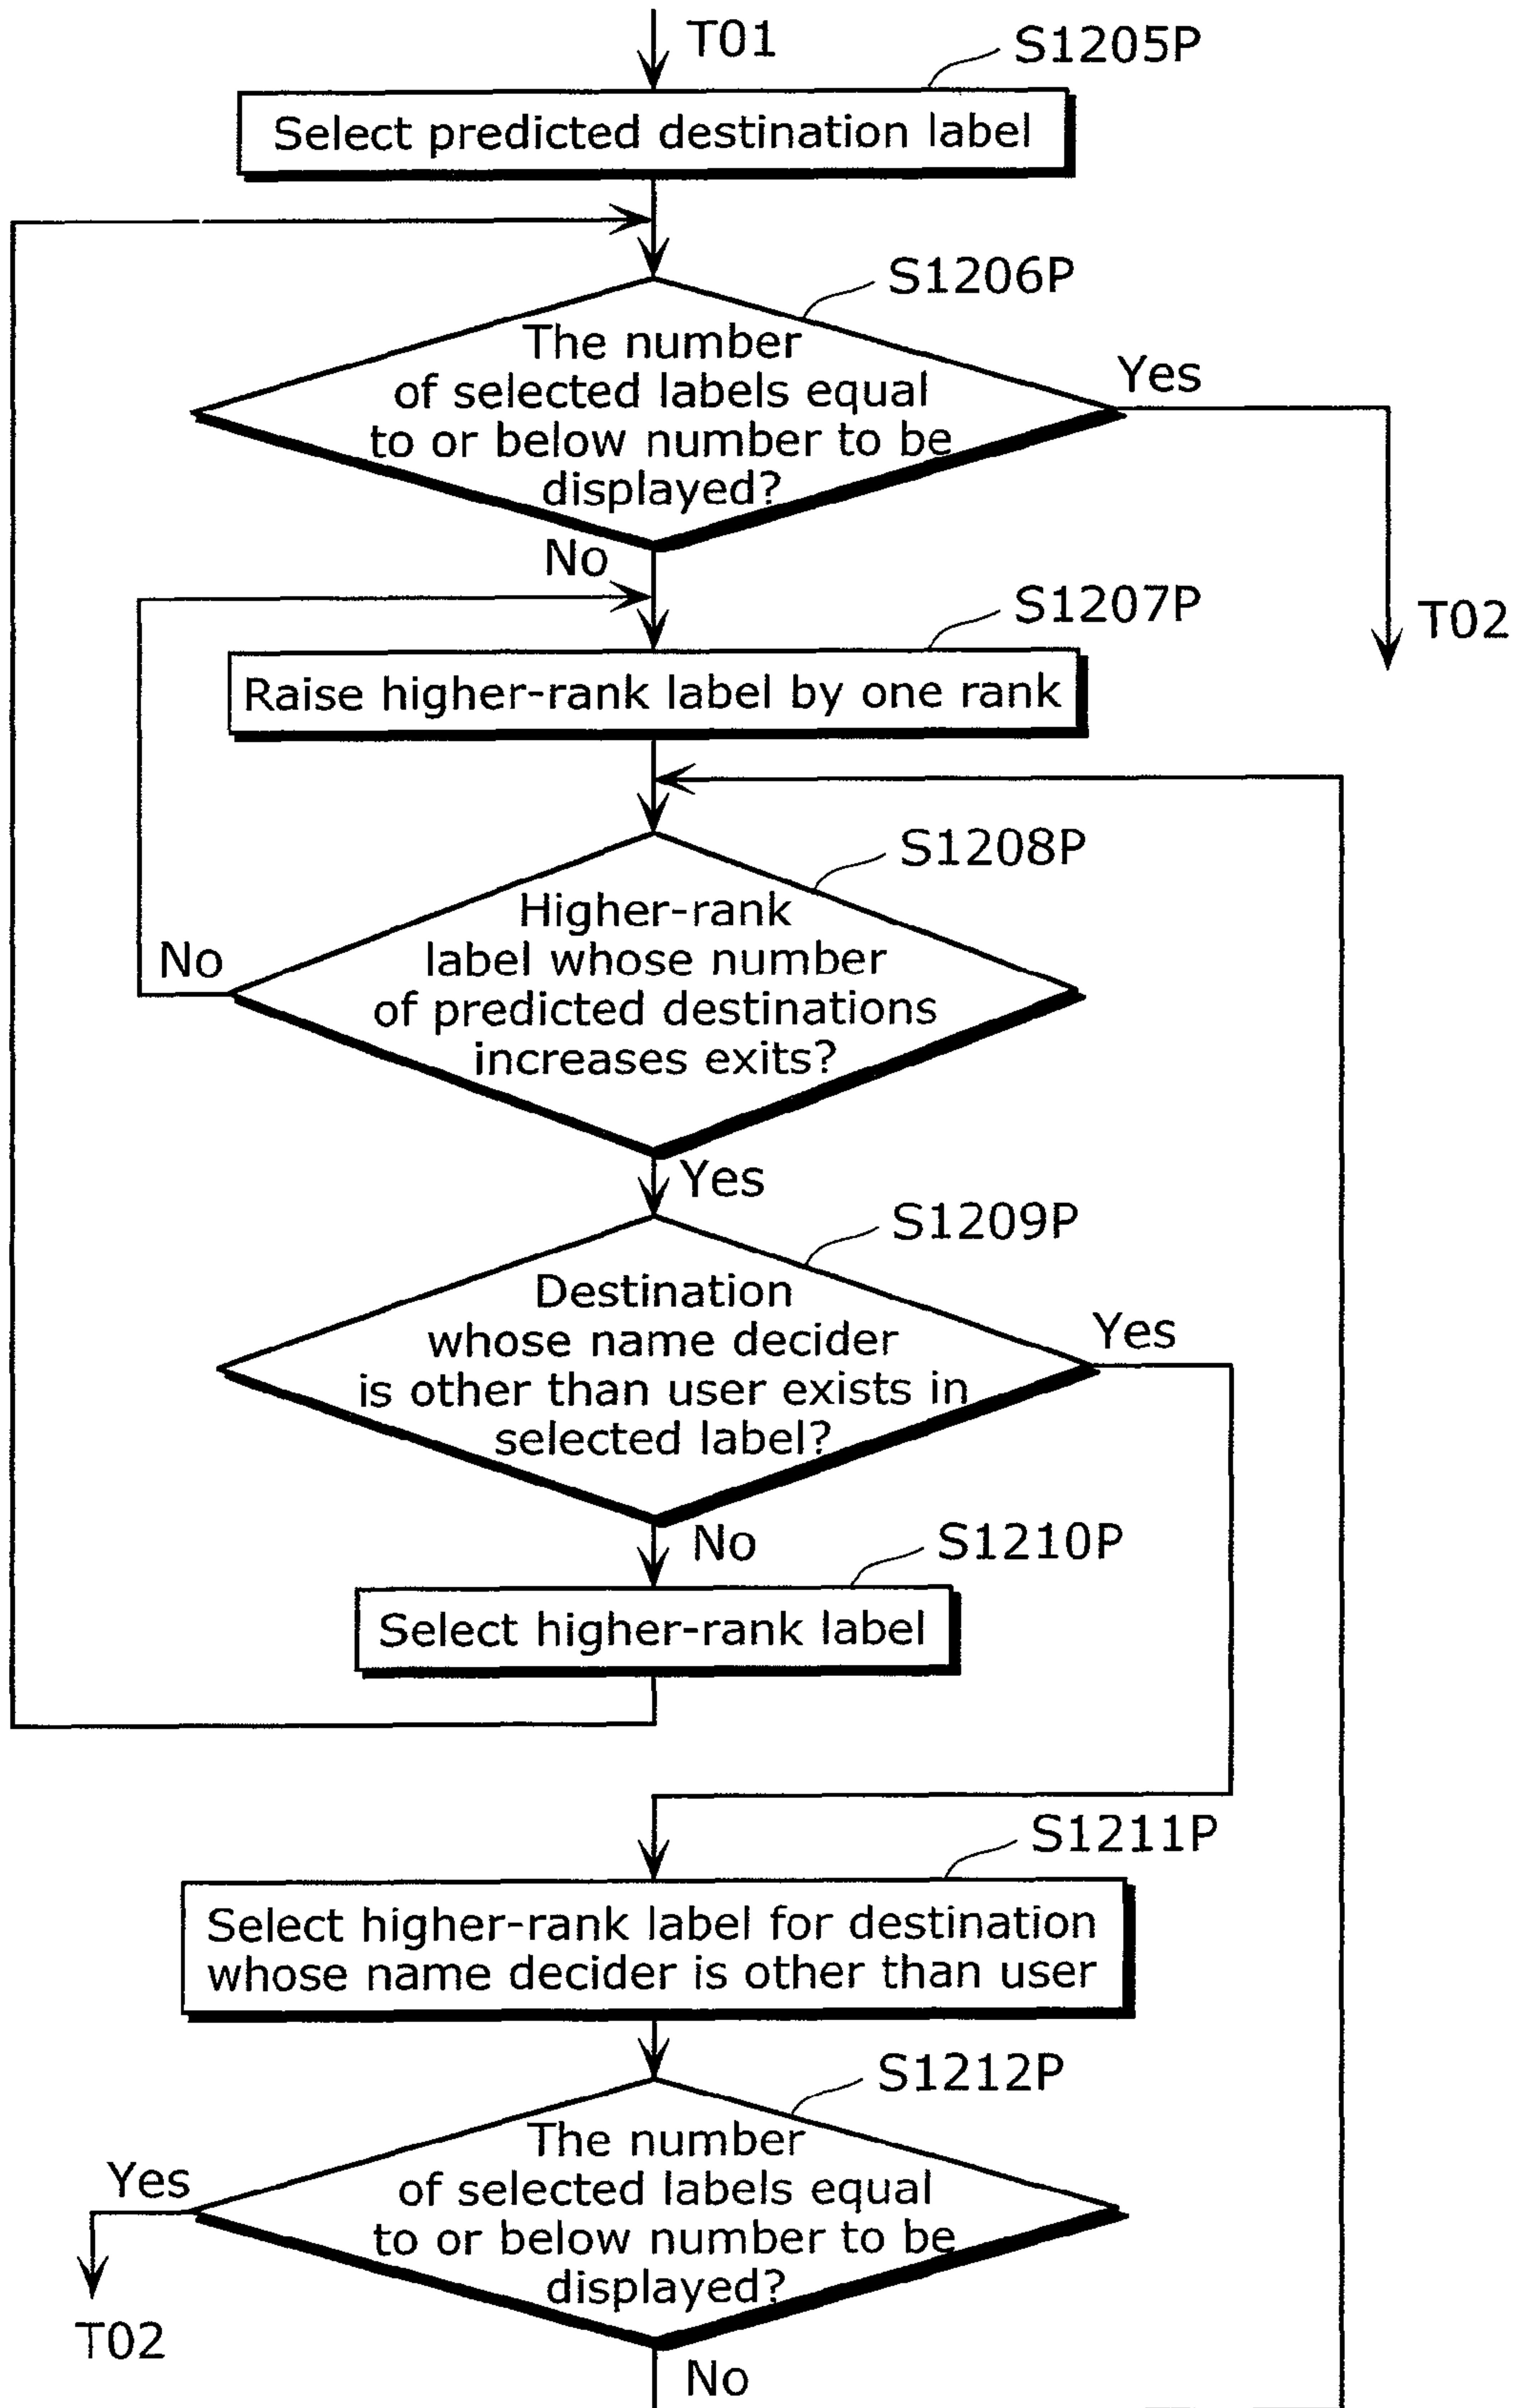 T01
S1205P
Select predicted destination label
S1206P
The number
of selected labels equal
to or below number to be
displayed?
Yes
No
T02
S1207P
Raise higher-rank label by one rank
S1208P
Higher-rank
label whose number
of predicted destinations
increases exits?
No
Yes
S1209P
Destination
whose name decider
is other than user exists in
selected label?
Yes
No
S1210P
Select higher-rank label
S1211P
Select higher-rank label for destination
whose name decider is other than user
S1212P
The number
of selected labels equal
to or below number to be
displayed?
Yes
T02
No